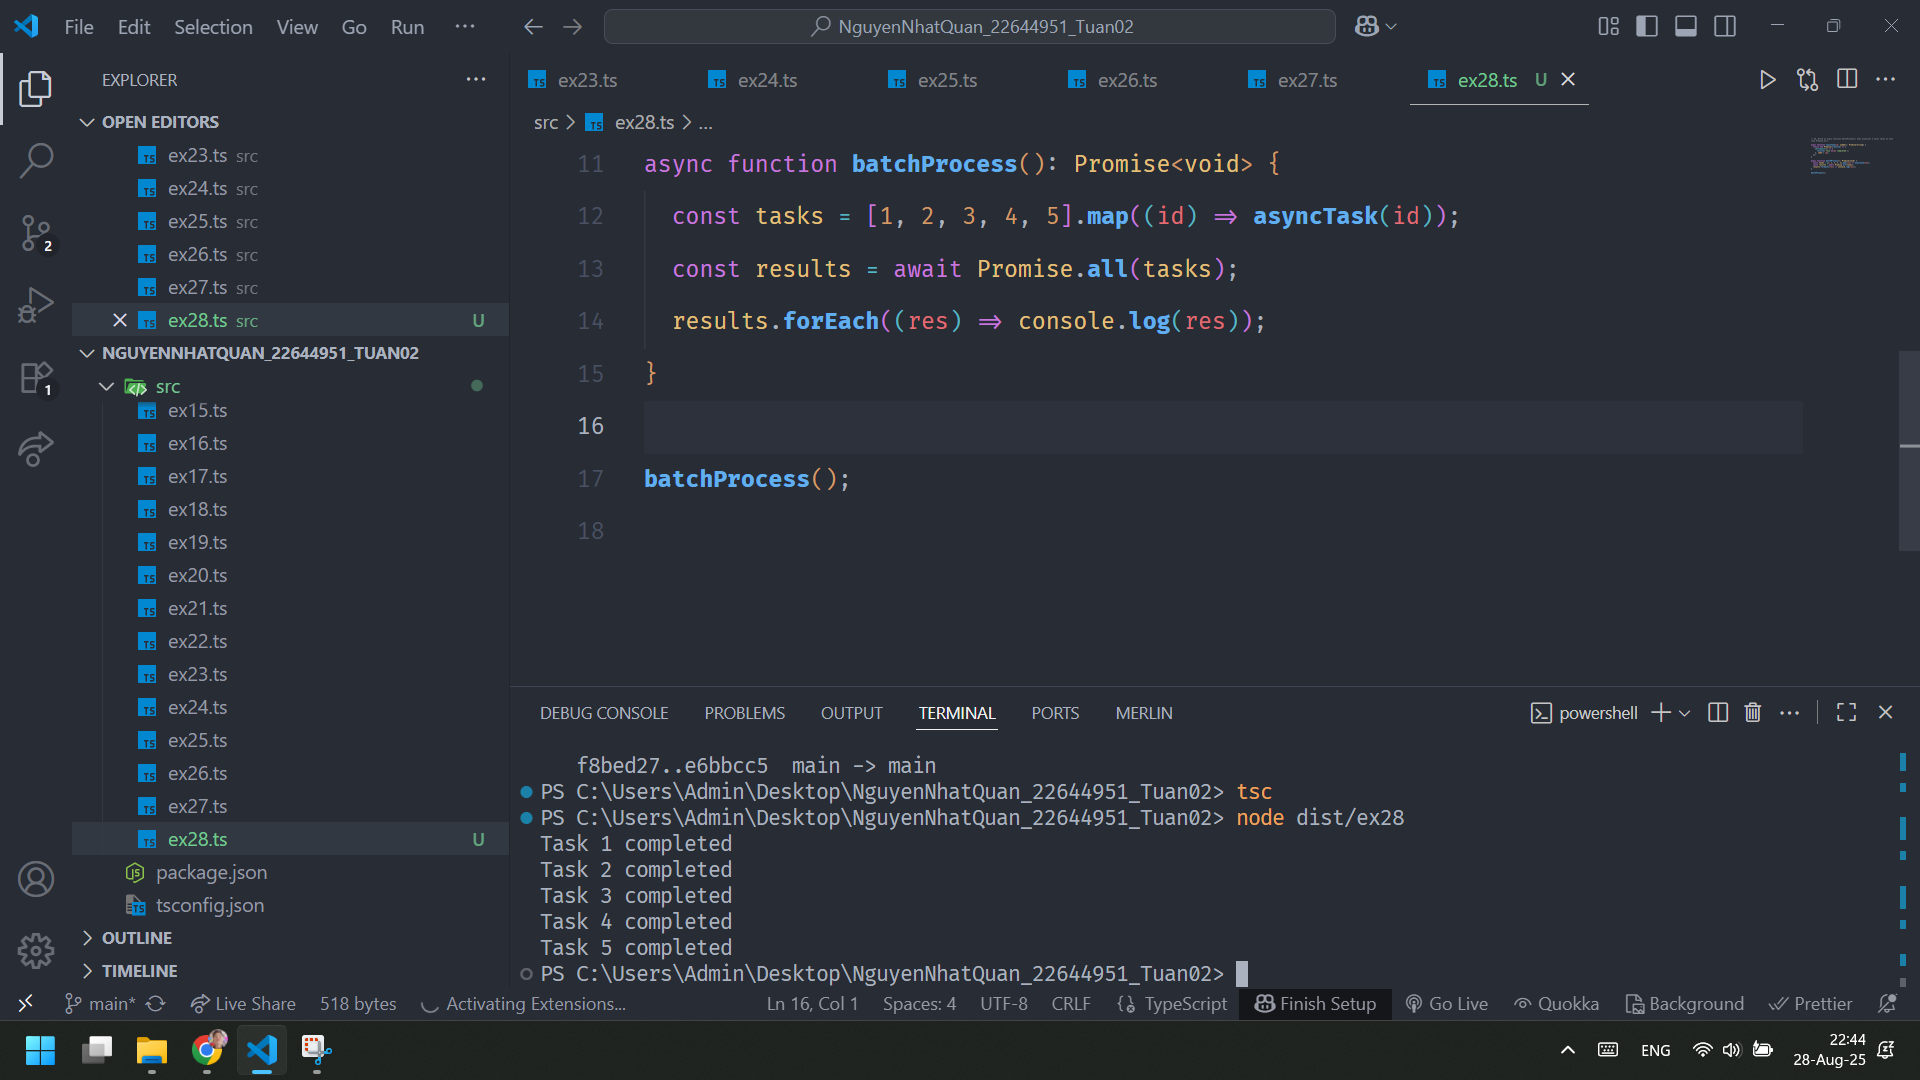 File Edit Selection View Go Run ...
NguyenNhatQuan_22644951_Tuan02
EXPLORER
OPEN EDITORS
ex23.ts src
ex24.ts src
ex25.ts src
ex26.ts src
ex27.ts src
ex28.ts src U
NGUYENNHATQUAN_22644951_TUAN02
src
ex15.ts
ex16.ts
ex17.ts
ex18.ts
ex19.ts
ex20.ts
ex21.ts
ex22.ts
ex23.ts
ex24.ts
ex25.ts
ex26.ts
ex27.ts
ex28.ts U
package.json
tsconfig.json
OUTLINE
TIMELINE
2
1
ex23.ts ex24.ts ex25.ts ex26.ts ex27.ts ex28.ts U
src > ex28.ts > ...
11 async function batchProcess(): Promise<void> {
12 const tasks = [1, 2, 3, 4, 5].map((id) => asyncTask(id));
13 const results = await Promise.all(tasks);
14 results.forEach((res) => console.log(res));
15 }
16
17 batchProcess();
18
DEBUG CONSOLE PROBLEMS OUTPUT TERMINAL PORTS MERLIN
powershell
f8bed27..e6bbcc5 main -> main
PS C:\Users\Admin\Desktop\NguyenNhatQuan_22644951_Tuan02> tsc
PS C:\Users\Admin\Desktop\NguyenNhatQuan_22644951_Tuan02> node dist/ex28
Task 1 completed
Task 2 completed
Task 3 completed
Task 4 completed
Task 5 completed
PS C:\Users\Admin\Desktop\NguyenNhatQuan_22644951_Tuan02>
main* Live Share 518 bytes Activating Extensions... Ln 16, Col 1 Spaces: 4 UTF-8 CRLF {} TypeScript Finish Setup Go Live Quokka Background Prettier
ENG
22:44
28-Aug-25